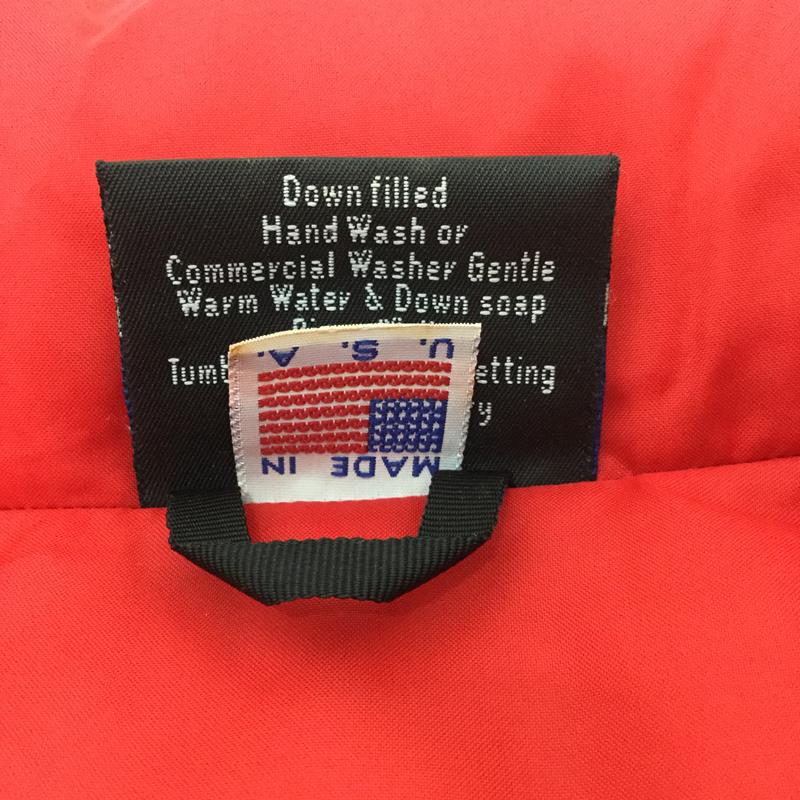 Down filled
Hand Wash or
Commercial Washer Gentle
Warm Water & Down soap
Tumb etting
y
MADE IN
U. S. A.